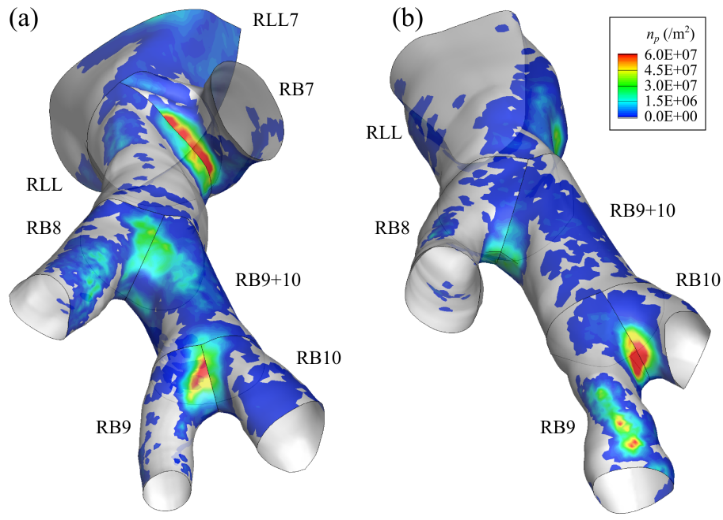 (a)
RLL7
RB7
RLL
RB8
RB9+10
RB10
RB9
(b)
n_p (/m²)
6.0E+07
4.5E+07
3.0E+07
1.5E+06
0.0E+00
RLL
RB8
RB9+10
RB10
RB9